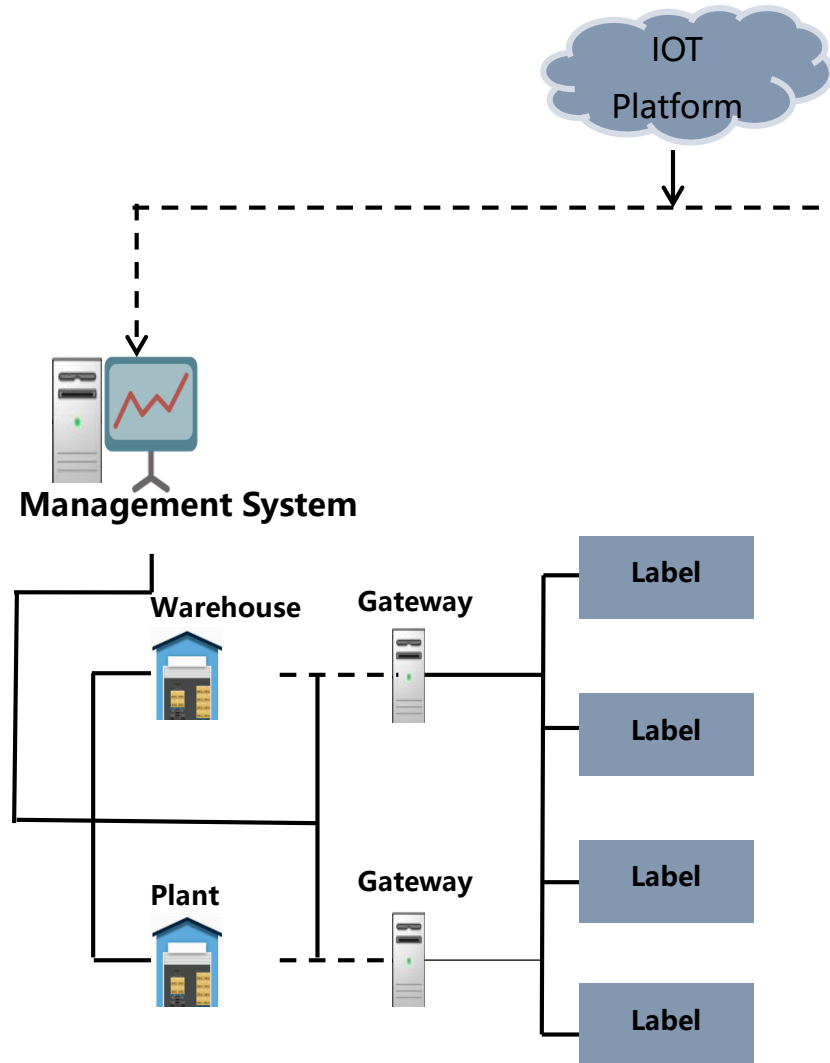 IOT
Platform
Management System
Warehouse
Gateway
Label
Label
Plant
Gateway
Label
Label